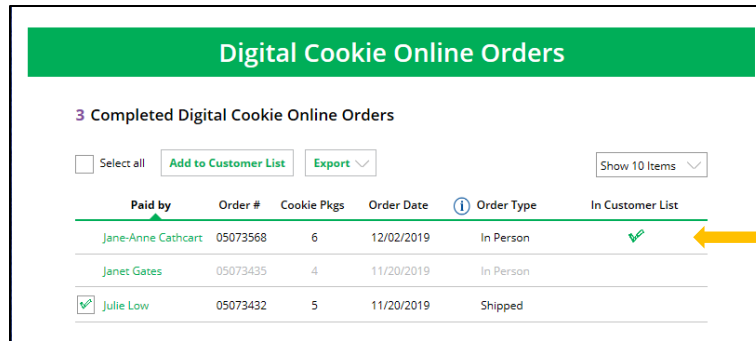 Digital Cookie Online Orders
3 Completed Digital Cookie Online Orders
Select all Add to Customer List Export Show 10 Items
Paid by Order # Cookie Pkgs Order Date i Order Type In Customer List
Jane-Anne Cathcart 05073568 6 12/02/2019 In Person
Janet Gates 05073435 4 11/20/2019 In Person
Julie Low 05073432 5 11/20/2019 Shipped